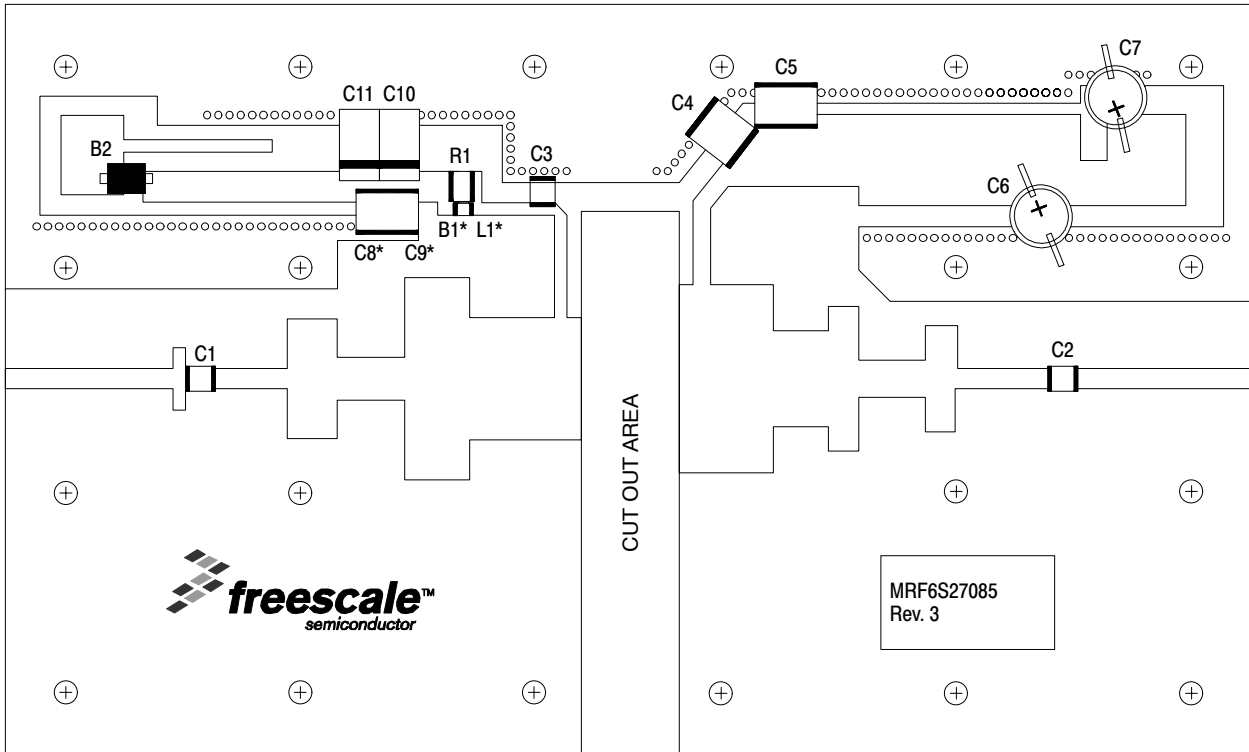 C7
C5
C11 C10
C4
B2
R1
C3
C6
B1* L1*
C8* C9*
C1
C2
CUT OUT AREA
freescale™
semiconductor
MRF6S27085
Rev. 3